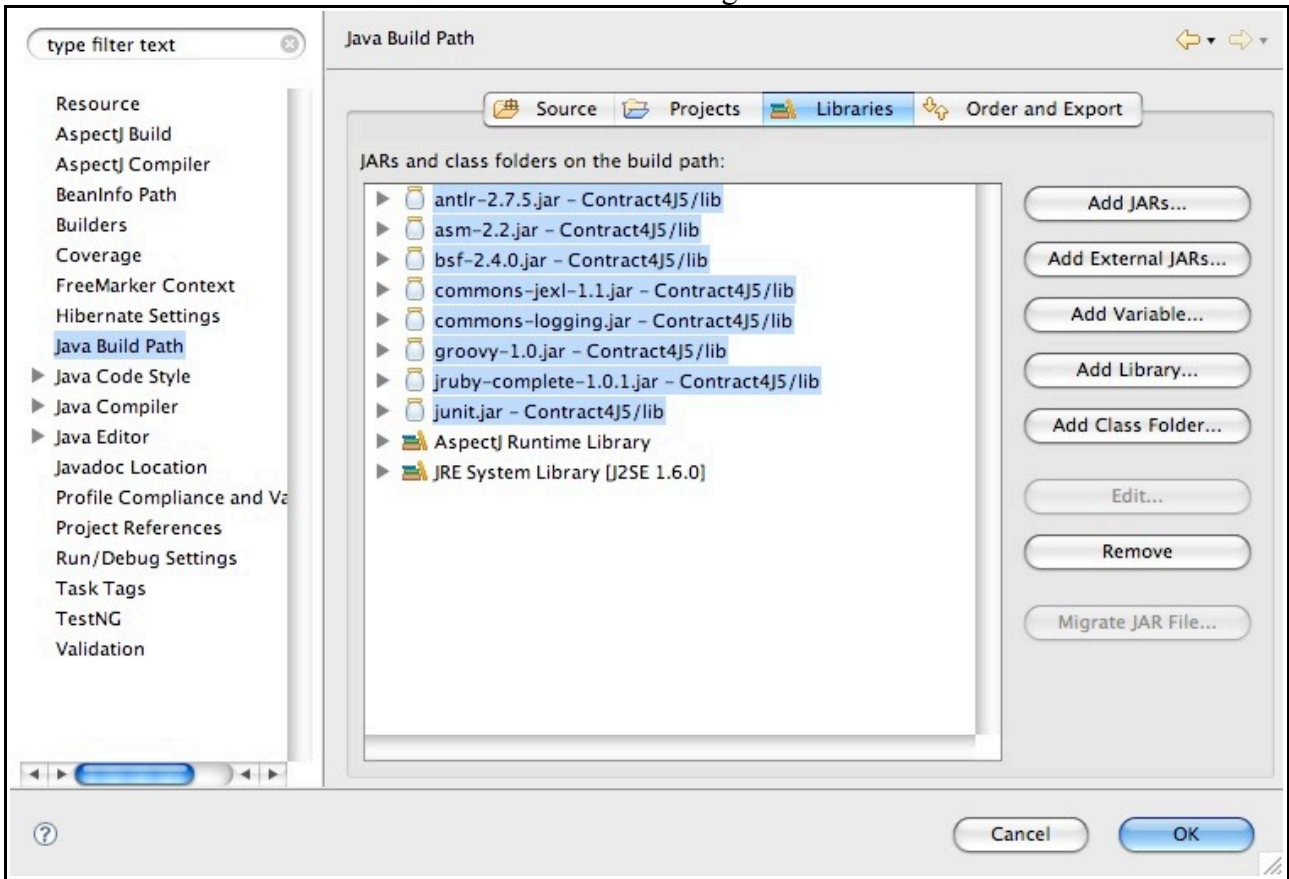 type filter text
Java Build Path
Resource
AspectJ Build
AspectJ Compiler
BeanInfo Path
Builders
Coverage
FreeMarker Context
Hibernate Settings
Java Build Path
Java Code Style
Java Compiler
Java Editor
Javadoc Location
Profile Compliance and Va
Project References
Run/Debug Settings
Task Tags
TestNG
Validation
Source Projects Libraries Order and Export
JARs and class folders on the build path:
antlr-2.7.5.jar – Contract4J5/lib
asm-2.2.jar – Contract4J5/lib
bsf-2.4.0.jar – Contract4J5/lib
commons-jexl-1.1.jar – Contract4J5/lib
commons-logging.jar – Contract4J5/lib
groovy-1.0.jar – Contract4J5/lib
jruby-complete-1.0.1.jar – Contract4J5/lib
junit.jar – Contract4J5/lib
AspectJ Runtime Library
JRE System Library [J2SE 1.6.0]
Add JARs...
Add External JARs...
Add Variable...
Add Library...
Add Class Folder...
Edit...
Remove
Migrate JAR File...
?
Cancel
OK